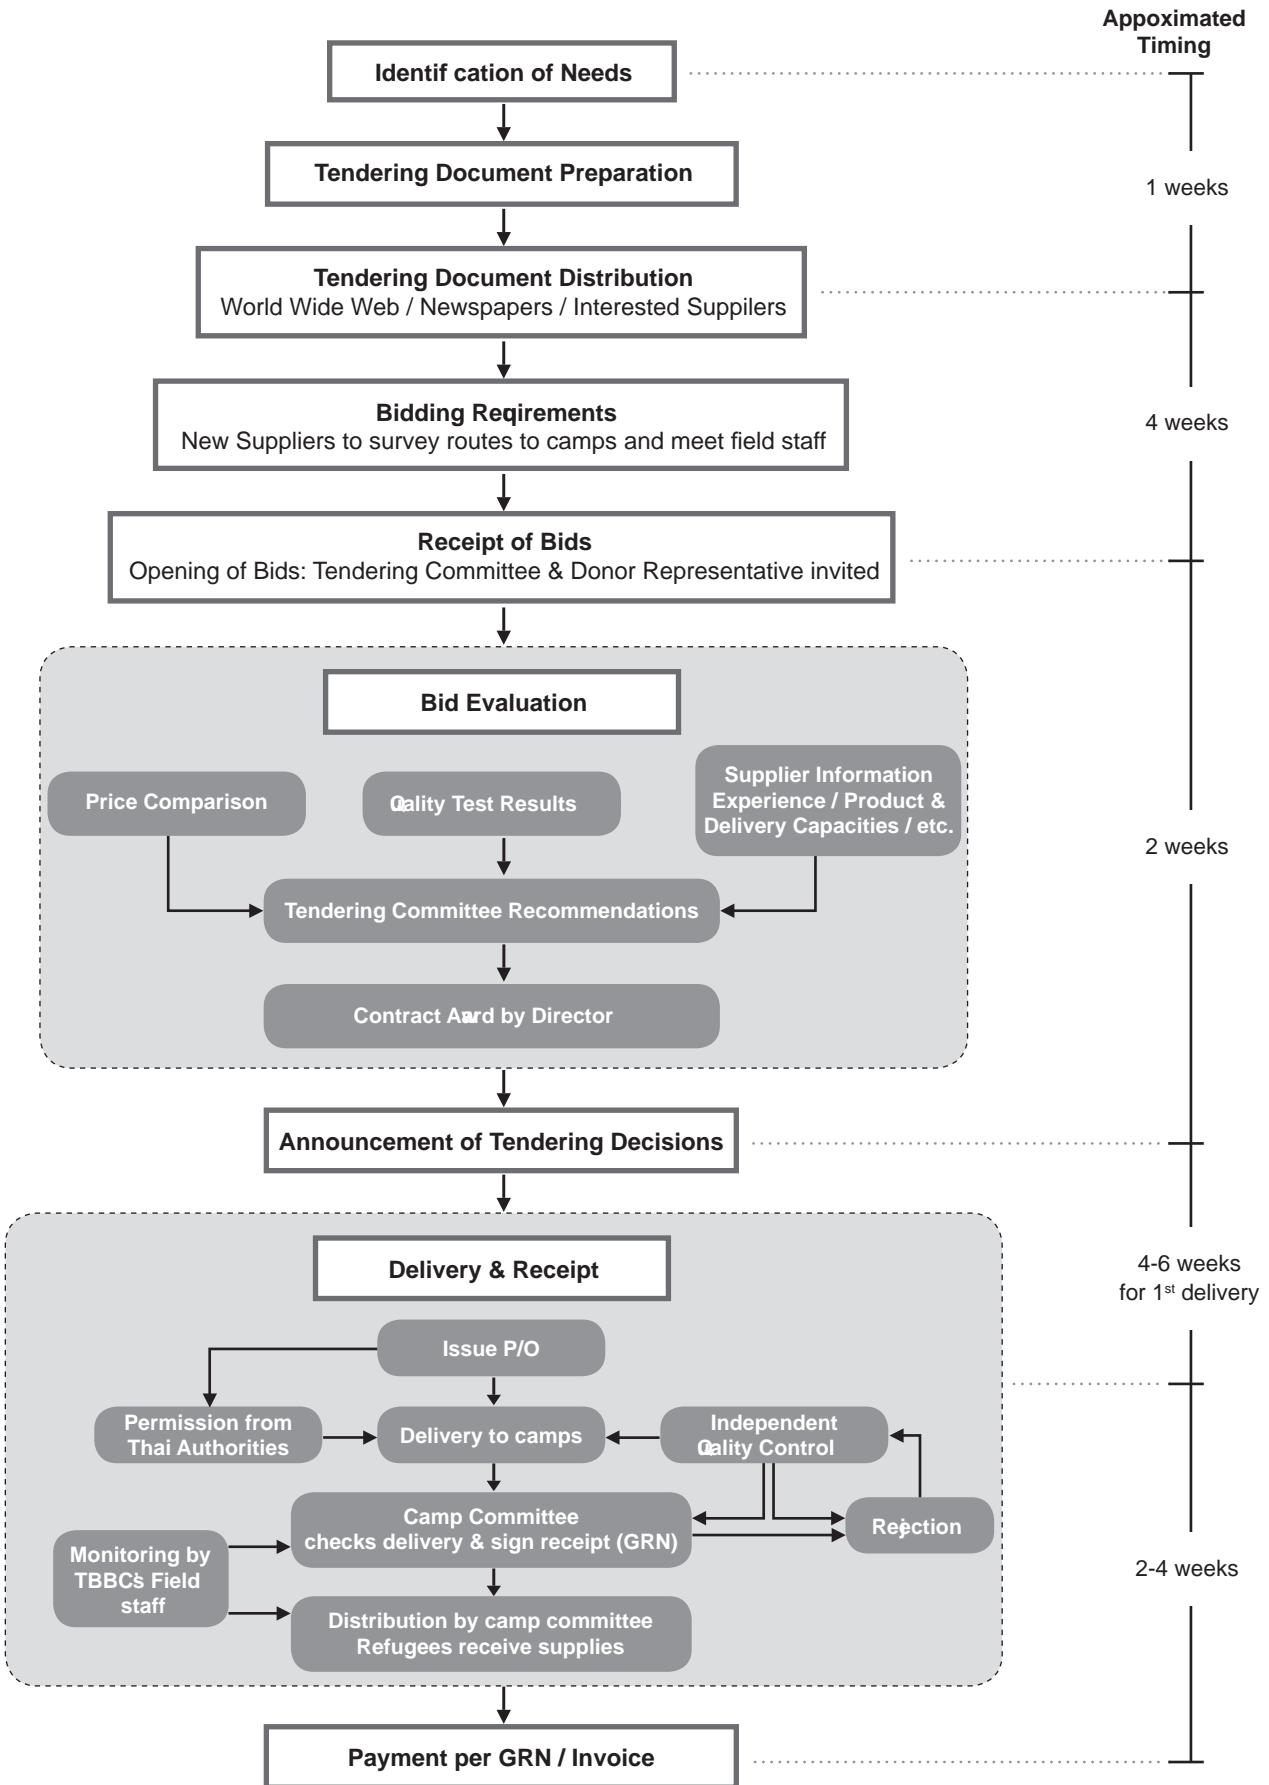 Appoximated
Timing
Identif cation of Needs
Tendering Document Preparation
1 weeks
Tendering Document Distribution
World Wide Web / Newspapers / Interested Suppilers
Bidding Reqirements
New Suppliers to survey routes to camps and meet field staff
4 weeks
Receipt of Bids
Opening of Bids: Tendering Committee & Donor Representative invited
Bid Evaluation
Price Comparison
Qality Test Results
Supplier Information
Experience / Product &
Delivery Capacities / etc.
2 weeks
Tendering Committee Recommendations
Contract Award by Director
Announcement of Tendering Decisions
Delivery & Receipt
4-6 weeks
for 1st delivery
Issue P/O
Permission from
Thai Authorities
Delivery to camps
Independent
Qality Control
Camp Committee
checks delivery & sign receipt (GRN)
Rejection
Monitoring by
TBBC's Field
staff
2-4 weeks
Distribution by camp committee
Refugees receive supplies
Payment per GRN / Invoice